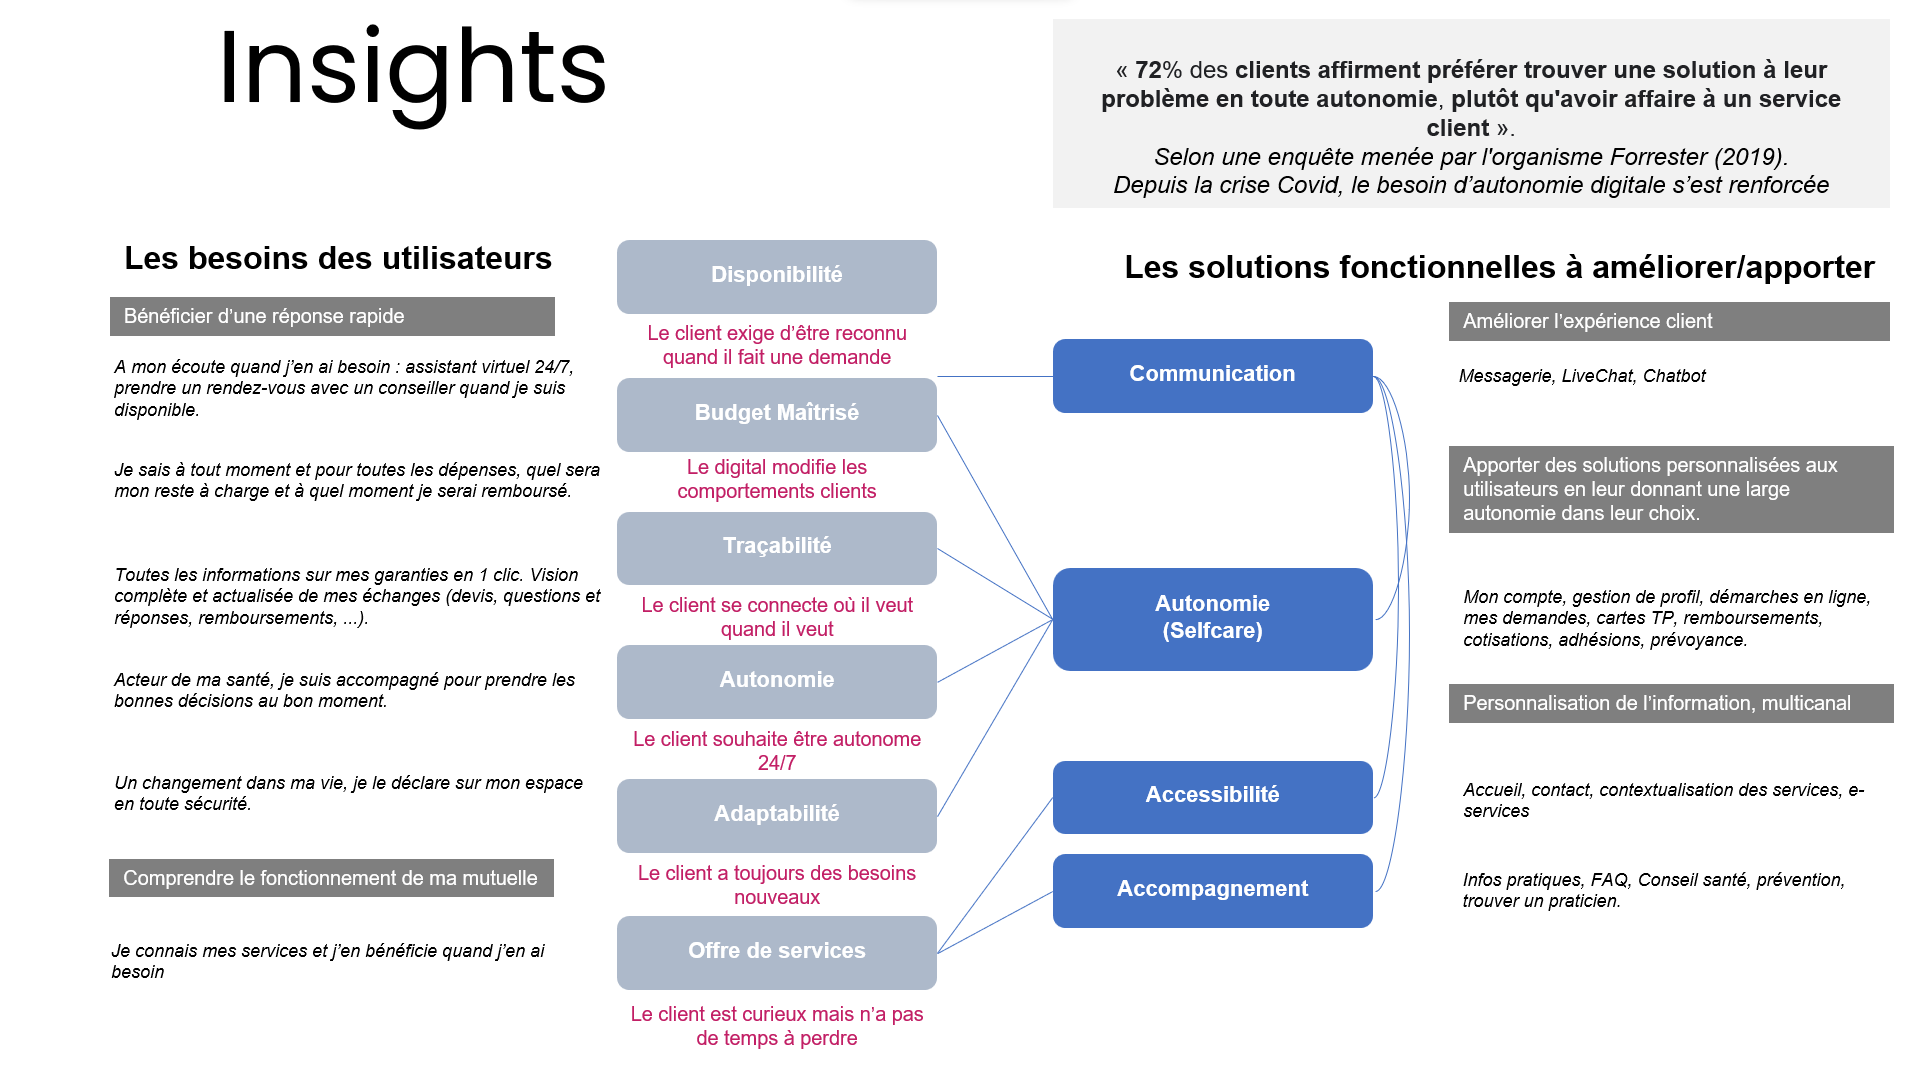 Insights
« 72% des clients affirment préférer trouver une solution à leur
problème en toute autonomie, plutôt qu'avoir affaire à un service
client ».
Selon une enquête menée par l'organisme Forrester (2019).
Depuis la crise Covid, le besoin d’autonomie digitale s’est renforcée
Les besoins des utilisateurs
Bénéficier d’une réponse rapide
A mon écoute quand j’en ai besoin : assistant virtuel 24/7,
prendre un rendez-vous avec un conseiller quand je suis
disponible.
Je sais à tout moment et pour toutes les dépenses, quel sera
mon reste à charge et à quel moment je serai remboursé.
Toutes les informations sur mes garanties en 1 clic. Vision
complète et actualisée de mes échanges (devis, questions et
réponses, remboursements, ...).
Acteur de ma santé, je suis accompagné pour prendre les
bonnes décisions au bon moment.
Un changement dans ma vie, je le déclare sur mon espace
en toute sécurité.
Comprendre le fonctionnement de ma mutuelle
Je connais mes services et j’en bénéficie quand j’en ai
besoin
Disponibilité
Le client exige d’être reconnu
quand il fait une demande
Budget Maîtrisé
Le digital modifie les
comportements clients
Traçabilité
Le client se connecte où il veut
quand il veut
Autonomie
Le client souhaite être autonome
24/7
Adaptabilité
Le client a toujours des besoins
nouveaux
Offre de services
Le client est curieux mais n’a pas
de temps à perdre
Les solutions fonctionnelles à améliorer/apporter
Communication
Autonomie
(Selfcare)
Accessibilité
Accompagnement
Améliorer l’expérience client
Messagerie, LiveChat, Chatbot
Apporter des solutions personnalisées aux
utilisateurs en leur donnant une large
autonomie dans leur choix.
Mon compte, gestion de profil, démarches en ligne,
mes demandes, cartes TP, remboursements,
cotisations, adhésions, prévoyance.
Personnalisation de l’information, multicanal
Accueil, contact, contextualisation des services, e-
services
Infos pratiques, FAQ, Conseil santé, prévention,
trouver un praticien.